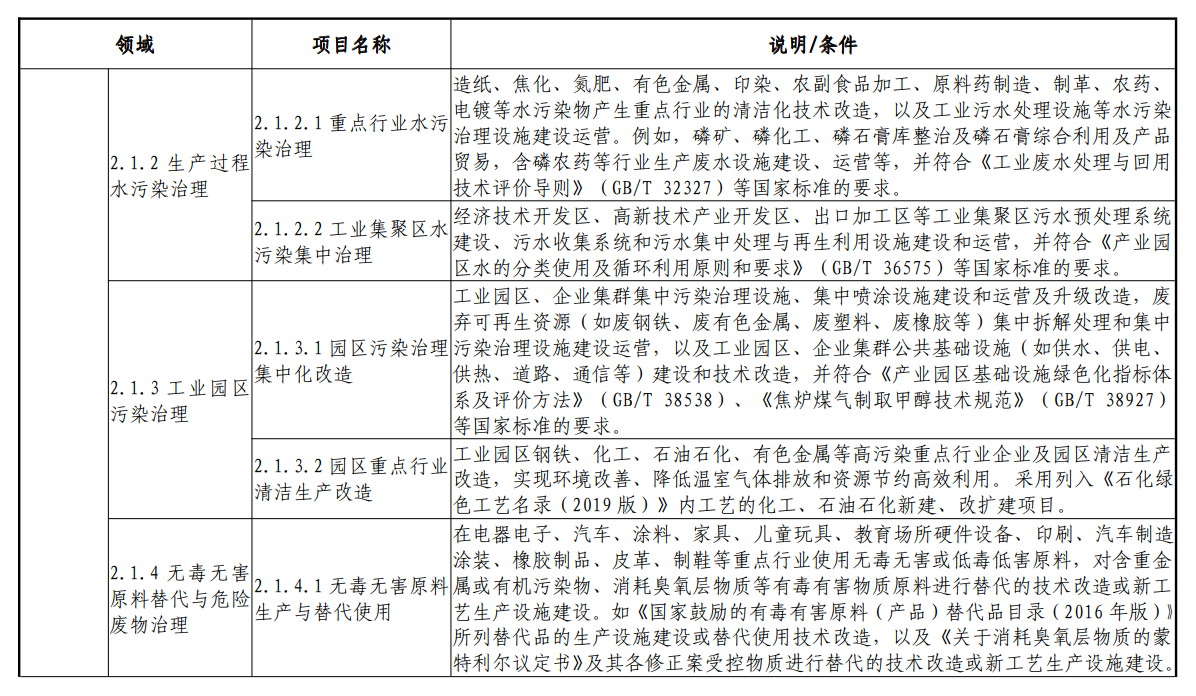 领域 项目名称 说明/条件
2.1.2 生产过程
水污染治理
2.1.2.1 重点行业水污
染治理
造纸、焦化、氮肥、有色金属、印染、农副食品加工、原料药制造、制革、农药、
电镀等水污染物产生重点行业的清洁化技术改造，以及工业污水处理设施等水污染
治理设施建设运营。例如，磷矿、磷化工、磷石膏库整治及磷石膏综合利用及产品
贸易，含磷农药等行业生产废水设施建设、运营等，并符合《工业废水处理与回用
技术评价导则》（GB/T 32327）等国家标准的要求。
2.1.2.2 工业集聚区水
污染集中治理
经济技术开发区、高新技术产业开发区、出口加工区等工业集聚区污水预处理系统
建设、污水收集系统和污水集中处理与再生利用设施建设和运营，并符合《产业园
区水的分类使用及循环利用原则和要求》（GB/T 36575）等国家标准的要求。
2.1.3 工业园区
污染治理
2.1.3.1 园区污染治理
集中化改造
工业园区、企业集群集中污染治理设施、集中喷涂设施建设和运营及升级改造，废
弃可再生资源（如废钢铁、废有色金属、废塑料、废橡胶等）集中拆解处理和集中
污染治理设施建设运营，以及工业园区、企业集群公共基础设施（如供水、供电、
供热、道路、通信等）建设和技术改造，并符合《产业园区基础设施绿色化指标体
系及评价方法》（GB/T 38538）、《焦炉煤气制取甲醇技术规范》（GB/T 38927）
等国家标准的要求。
2.1.3.2 园区重点行业
清洁生产改造
工业园区钢铁、化工、石油石化、有色金属等高污染重点行业企业及园区清洁生产
改造，实现环境改善、降低温室气体排放和资源节约高效利用。采用列入《石化绿
色工艺名录（2019 版）》内工艺的化工、石油石化新建、改扩建项目。
2.1.4 无毒无害
原料替代与危险
废物治理
2.1.4.1 无毒无害原料
生产与替代使用
在电器电子、汽车、涂料、家具、儿童玩具、教育场所硬件设备、印刷、汽车制造
涂装、橡胶制品、皮革、制鞋等重点行业使用无毒无害或低毒低害原料，对含重金
属或有机污染物、消耗臭氧层物质等有毒有害物质原料进行替代的技术改造或新工
艺生产设施建设。如《国家鼓励的有毒有害原料（产品）替代品目录（2016 年版）》
所列替代品的生产设施建设或替代使用技术改造，以及《关于消耗臭氧层物质的蒙
特利尔议定书》及其各修正案受控物质进行替代的技术改造或新工艺生产设施建设。